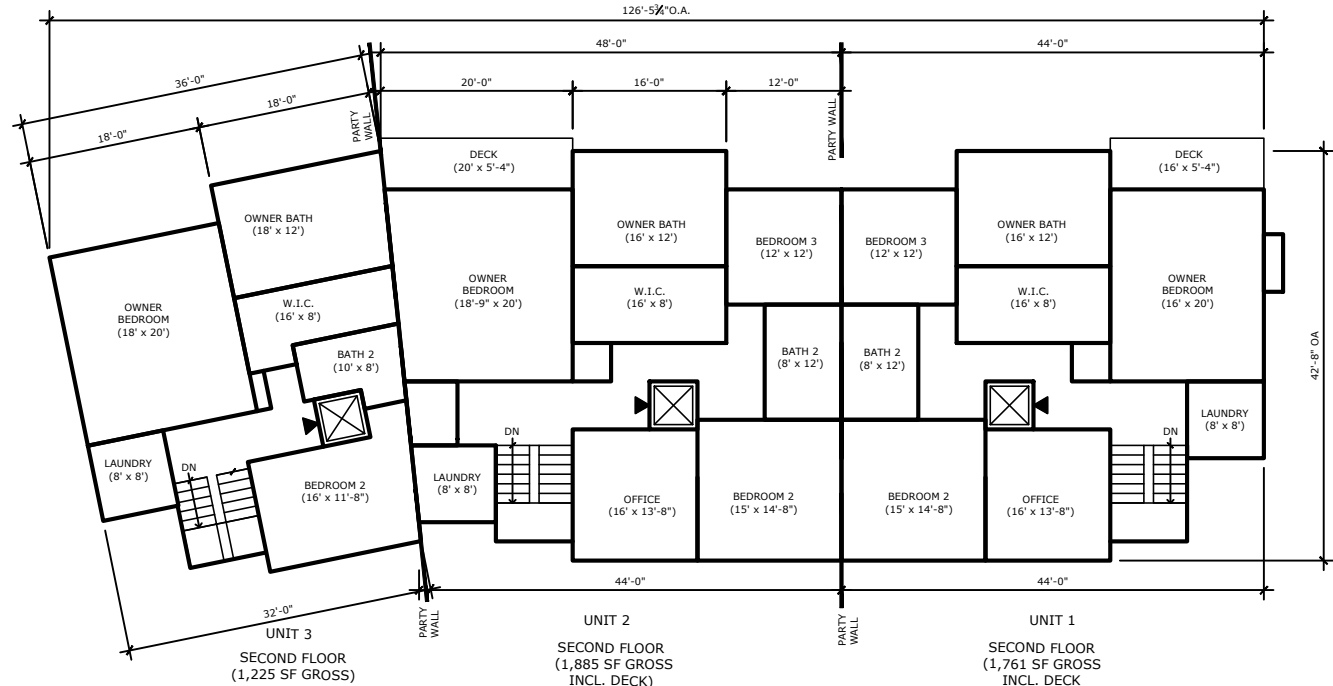 126'-5¾"O.A.
48'-0"
44'-0"
36'-0"
20'-0"
16'-0"
12'-0"
18'-0"
18'-0"
PARTY
WALL
PARTY WALL
DECK
(20' x 5'-4")
DECK
(16' x 5'-4")
OWNER BATH
(18' x 12')
OWNER BATH
(16' x 12')
BEDROOM 3
(12' x 12')
BEDROOM 3
(12' x 12')
OWNER BATH
(16' x 12')
OWNER
BEDROOM
(18' x 20')
W.I.C.
(16' x 8')
OWNER
BEDROOM
(18'-9" x 20')
W.I.C.
(16' x 8')
W.I.C.
(16' x 8')
OWNER
BEDROOM
(16' x 20')
BATH 2
(10' x 8')
BATH 2
(8' x 12')
BATH 2
(8' x 12')
42'-8" OA
LAUNDRY
(8' x 8')
DN
BEDROOM 2
(16' x 11'-8")
LAUNDRY
(8' x 8')
DN
OFFICE
(16' x 13'-8")
BEDROOM 2
(15' x 14'-8")
BEDROOM 2
(15' x 14'-8")
OFFICE
(16' x 13'-8")
DN
LAUNDRY
(8' x 8')
32'-0"
44'-0"
44'-0"
PARTY
WALL
PARTY
WALL
UNIT 3
SECOND FLOOR
(1,225 SF GROSS)
UNIT 2
SECOND FLOOR
(1,885 SF GROSS
INCL. DECK)
UNIT 1
SECOND FLOOR
(1,761 SF GROSS
INCL. DECK